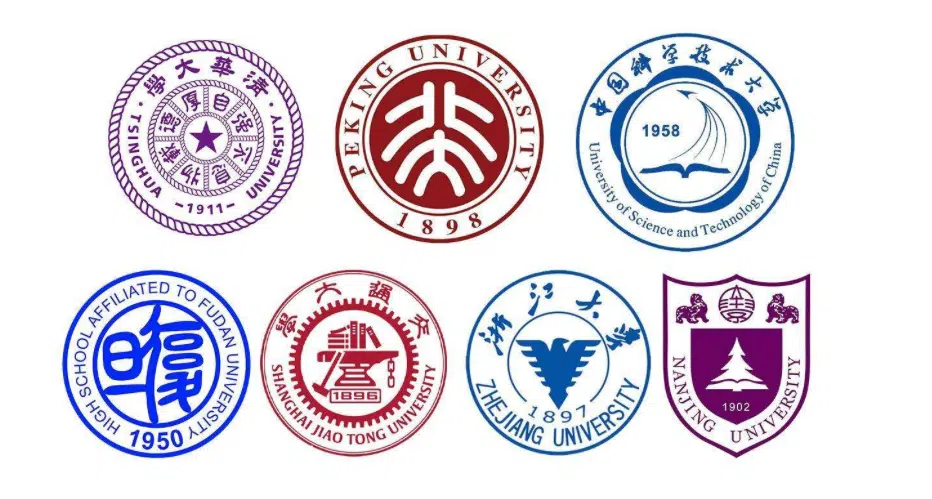 清華大學
自强不息
厚德載物
TSINGHUA UNIVERSITY
-1911-
PEKING UNIVERSITY
北大
1898
中国科学技术大学
1958
University of Science and Technology of China
HIGH SCHOOL AFFILIATED TO FUDAN UNIVERSITY
1950
交通大學
1896
SHANGHAI JIAO TONG UNIVERSITY
浙江大學
1897
ZHEJIANG UNIVERSITY
1902
NANJING UNIVERSITY